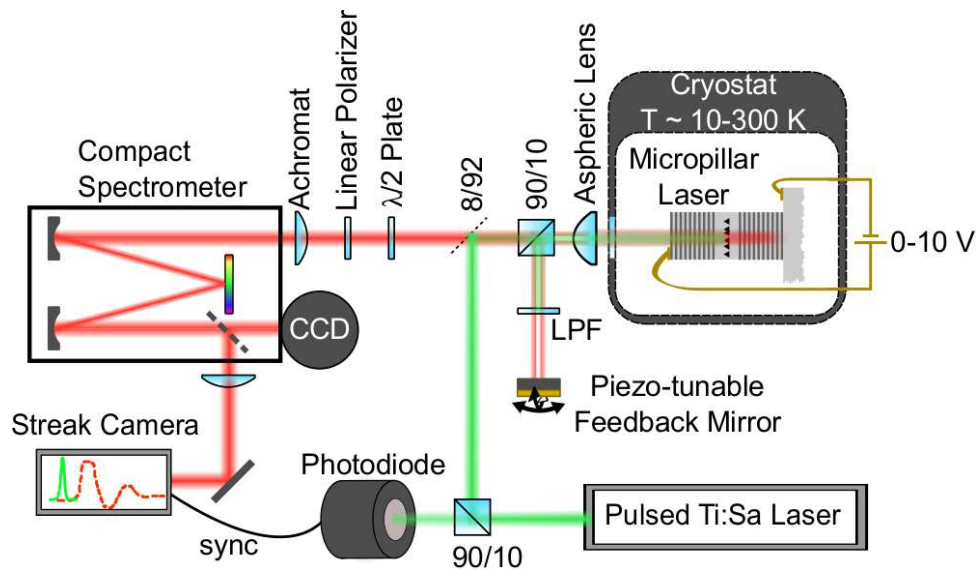 Compact
Spectrometer
Achromat
Linear Polarizer
λ/2 Plate
8/92
90/10
Aspheric Lens
Cryostat
T ~ 10-300 K
Micropillar
Laser
0-10 V
CCD
LPF
Piezo-tunable
Feedback Mirror
Streak Camera
Photodiode
sync
90/10
Pulsed Ti:Sa Laser